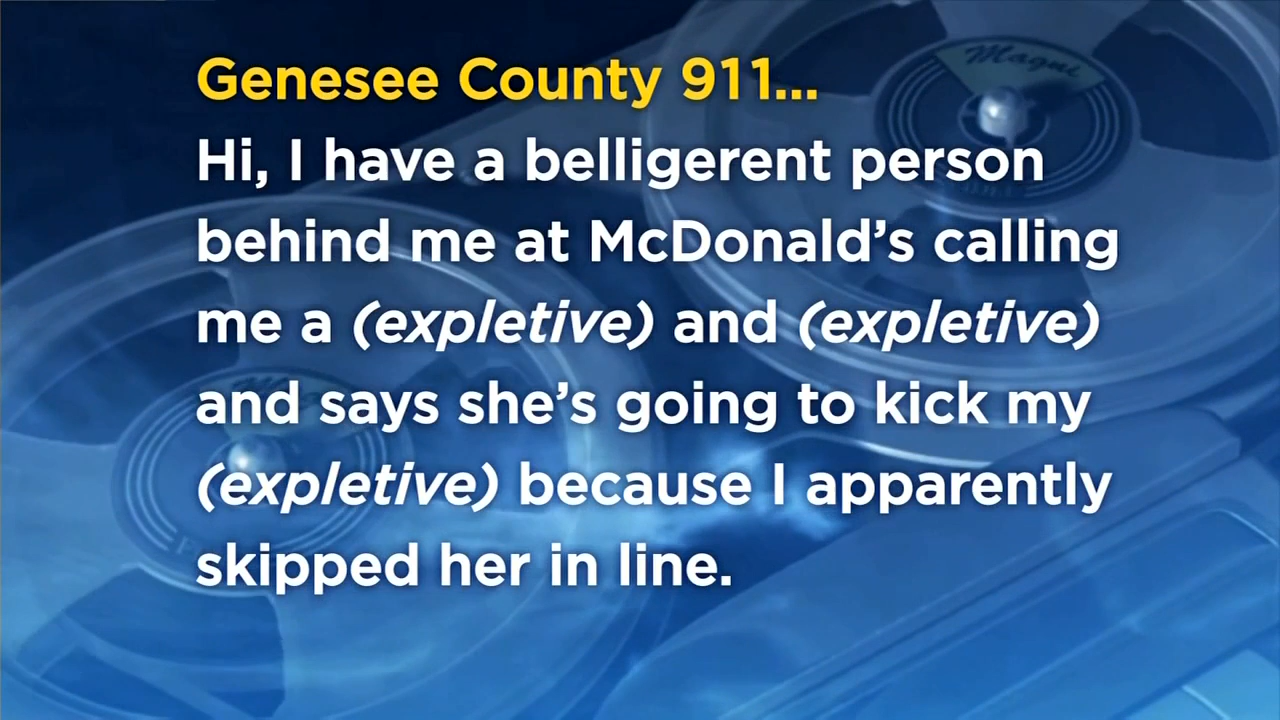 Genesee County 911...
Hi, I have a belligerent person
behind me at McDonald’s calling
me a (expletive) and (expletive)
and says she’s going to kick my
(expletive) because I apparently
skipped her in line.
Magni